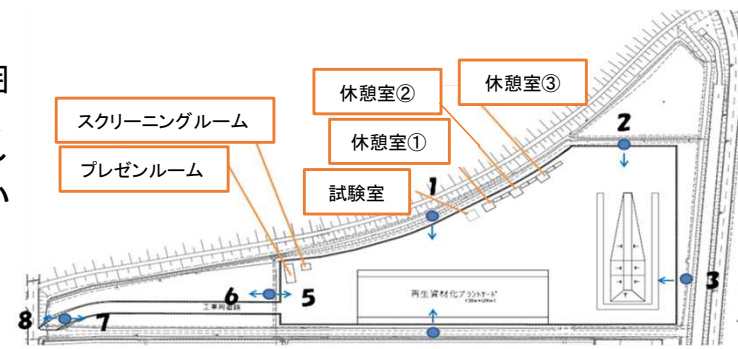 休憩室③
休憩室②
スクリーニングルーム
休憩室①
プレゼンルーム
試験室
2
1
3
再生資材化プラントヤード
6
5
工事用道路
8
7